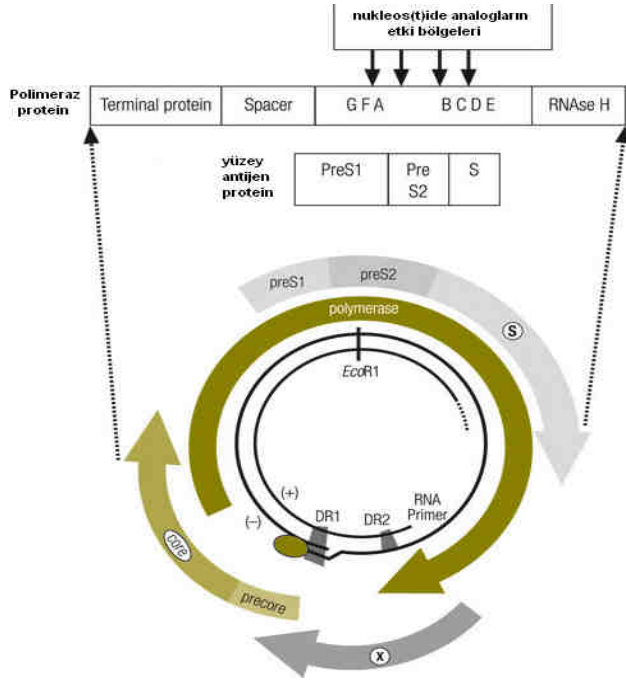 nukleos(t)ide analogların
etki bölgeleri
Polimeraz
protein
Terminal protein
Spacer
G F A
B C D E
RNAse H
yüzey
antijen
protein
PreS1
Pre
S2
S
preS1
preS2
S
polymerase
EcoR1
(+)
(–)
DR1
DR2
RNA
Primer
core
precore
X